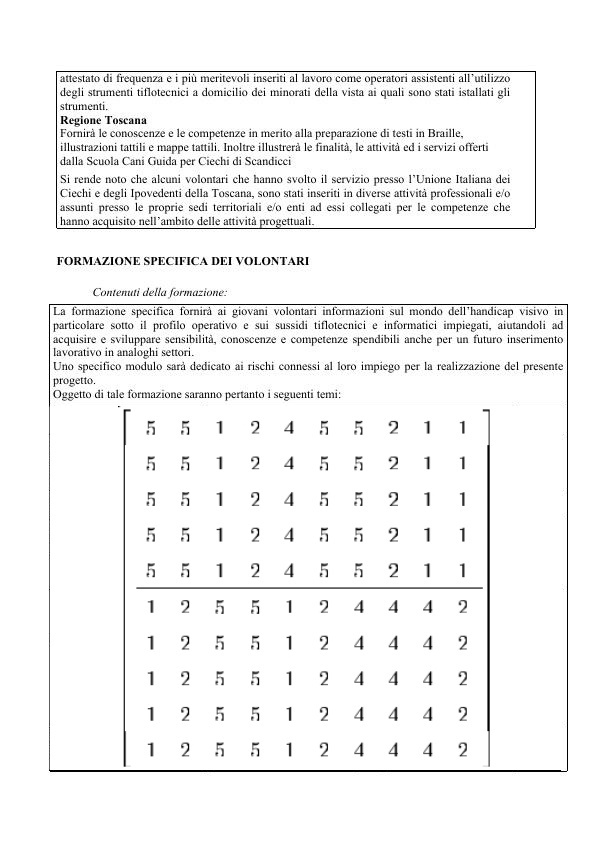 attestato di frequenza e i più meritevoli inseriti al lavoro come operatori assistenti all’utilizzo
degli strumenti tiflotecnici a domicilio dei minorati della vista ai quali sono stati istallati gli
strumenti.
Regione Toscana
Fornirà le conoscenze e le competenze in merito alla preparazione di testi in Braille,
illustrazioni tattili e mappe tattili. Inoltre illustrerà le finalità, le attività ed i servizi offerti
dalla Scuola Cani Guida per Ciechi di Scandicci
Si rende noto che alcuni volontari che hanno svolto il servizio presso l’Unione Italiana dei
Ciechi e degli Ipovedenti della Toscana, sono stati inseriti in diverse attività professionali e/o
assunti presso le proprie sedi territoriali e/o enti ad essi collegati per le competenze che
hanno acquisito nell’ambito delle attività progettuali.
FORMAZIONE SPECIFICA DEI VOLONTARI
Contenuti della formazione:
La formazione specifica fornirà ai giovani volontari informazioni sul mondo dell’handicap visivo in
particolare sotto il profilo operativo e sui sussidi tiflotecnici e informatici impiegati, aiutandoli ad
acquisire e sviluppare sensibilità, conoscenze e competenze spendibili anche per un futuro inserimento
lavorativo in analoghi settori.
Uno specifico modulo sarà dedicato ai rischi connessi al loro impiego per la realizzazione del presente
progetto.
Oggetto di tale formazione saranno pertanto i seguenti temi:
5 5 1 2 4 5 5 2 1 1
5 5 1 2 4 5 5 2 1 1
5 5 1 2 4 5 5 2 1 1
5 5 1 2 4 5 5 2 1 1
5 5 1 2 4 5 5 2 1 1
1 2 5 5 1 2 4 4 4 2
1 2 5 5 1 2 4 4 4 2
1 2 5 5 1 2 4 4 4 2
1 2 5 5 1 2 4 4 4 2
1 2 5 5 1 2 4 4 4 2